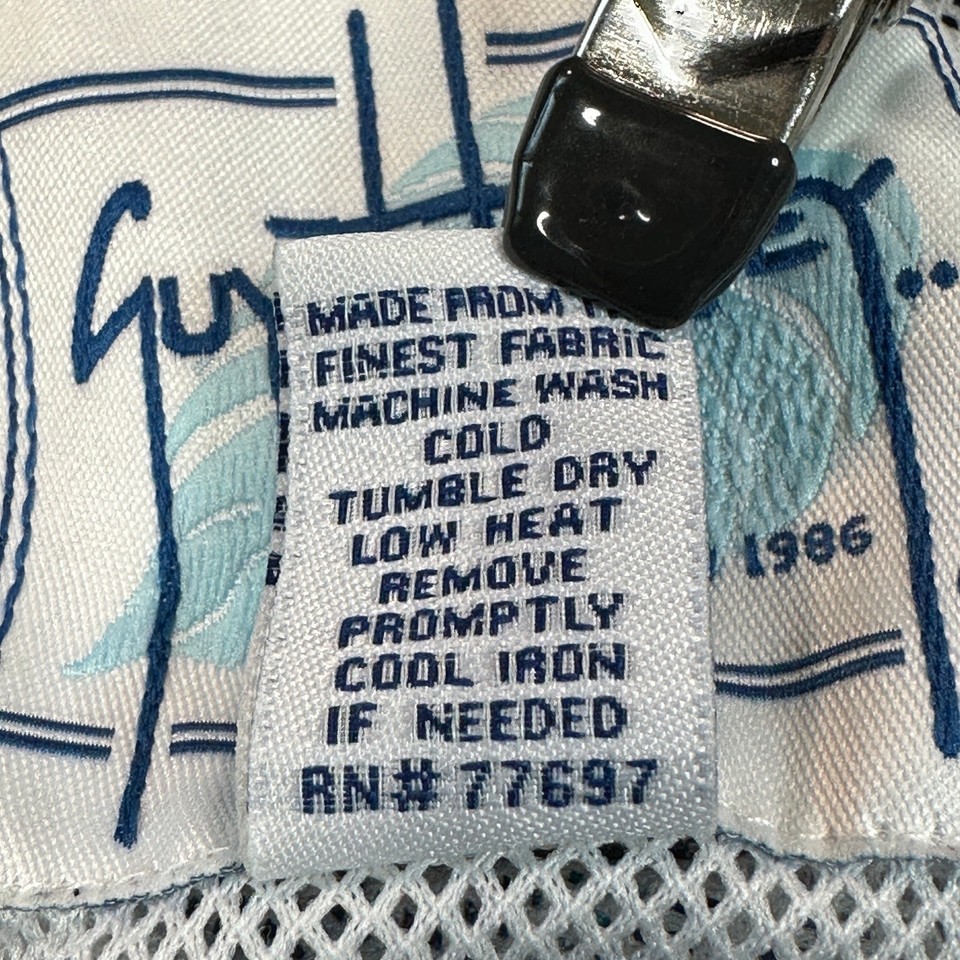 Guy
MADE FROM
FINEST FABRIC
MACHINE WASH
COLD
TUMBLE DRY
LOW HEAT
REMOVE
PROMPTLY
COOL IRON
IF NEEDED
RN# 77697
1986